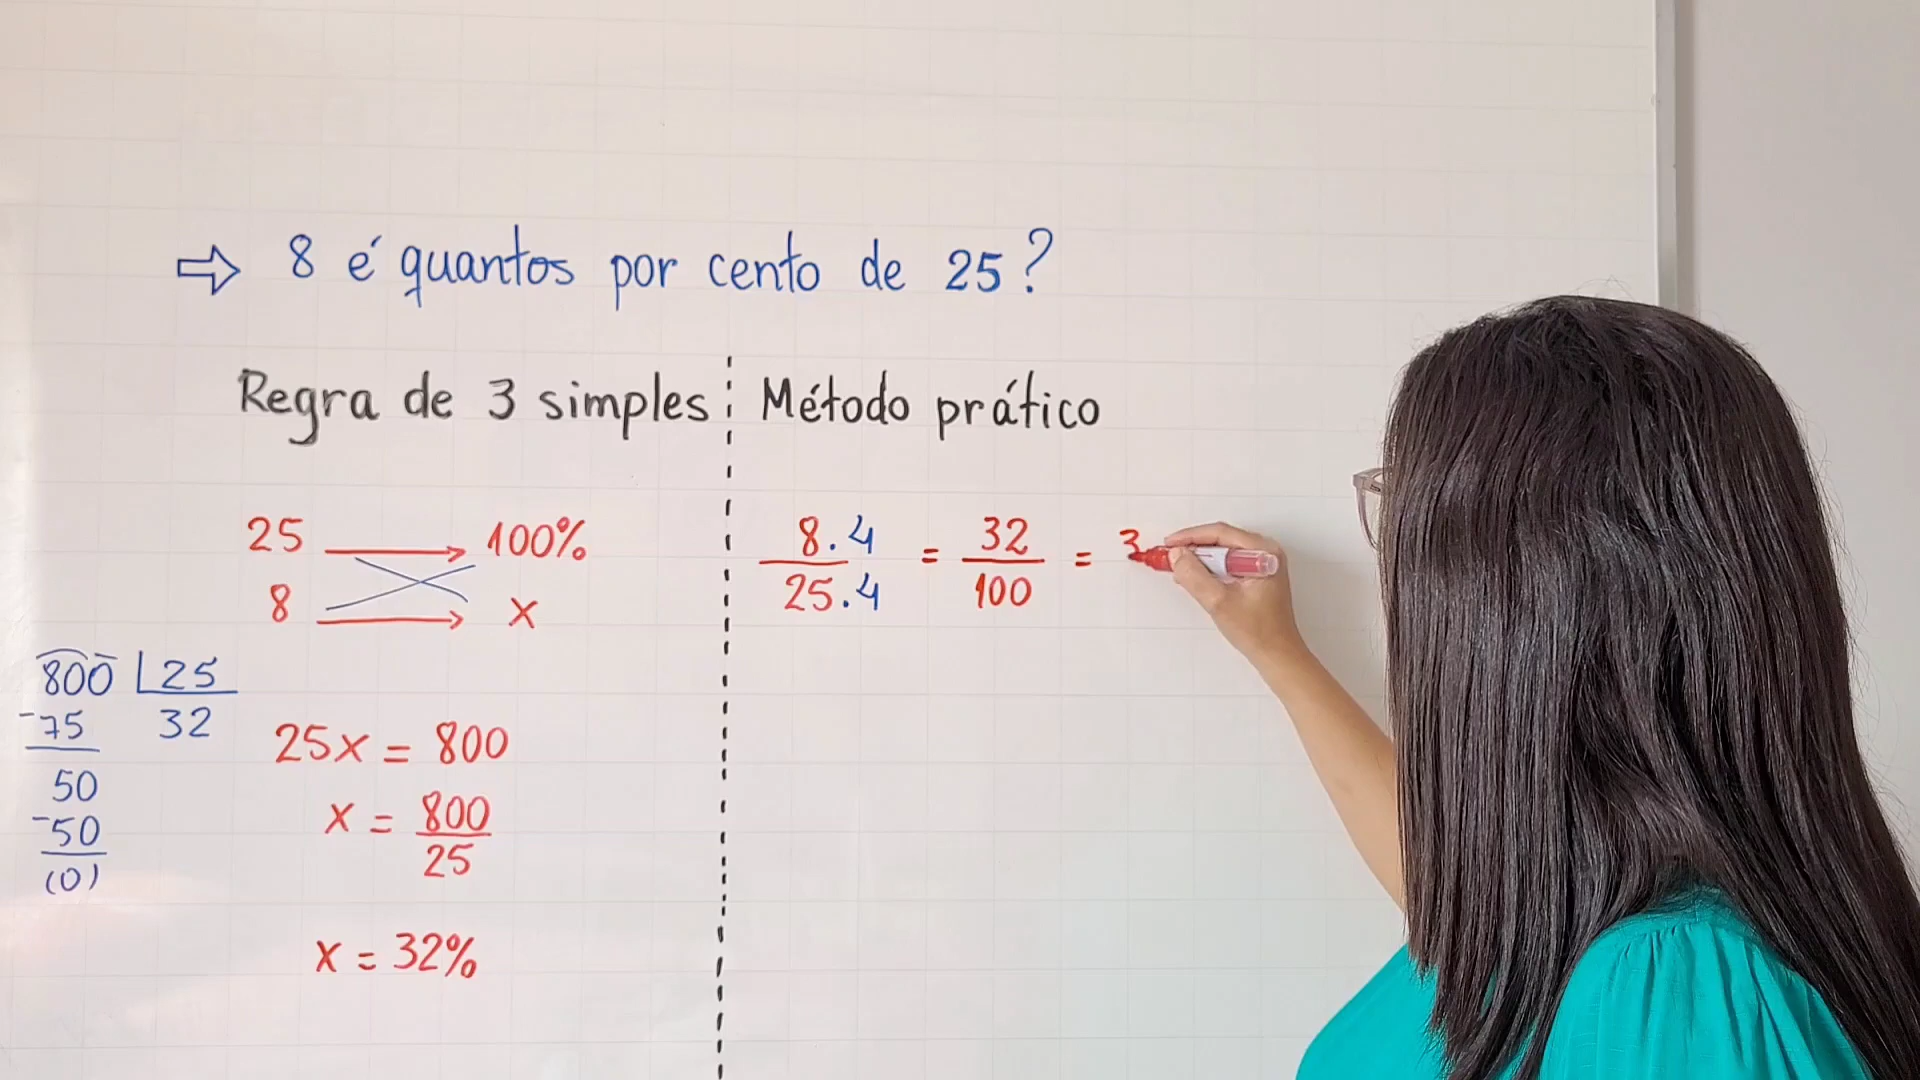 ⇨ 8 é quantos por cento de 25?
Regra de 3 simples
25 → 100%
8 → x
800 25
-75 32
50
-50
(0)
25x = 800
x = 800/25
x = 32%
Método prático
8.4/25.4 = 32/100 = 3